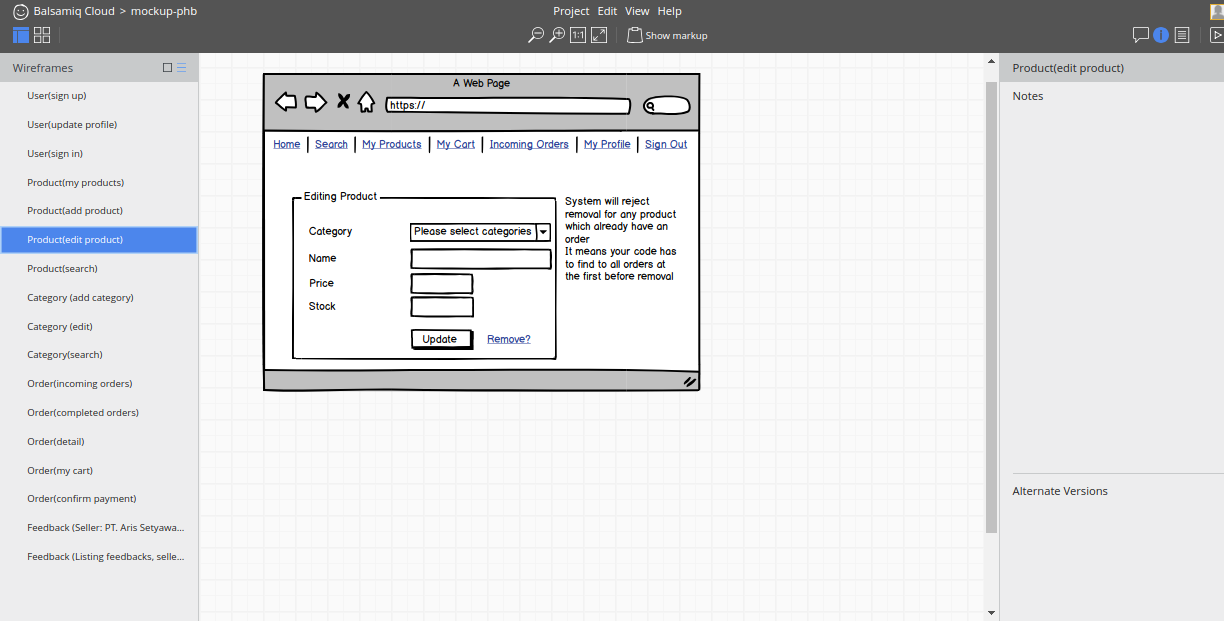 Balsamiq Cloud > mockup-phb
Project Edit View Help
1:1 Show markup
Wireframes
User(sign up)
User(update profile)
User(sign in)
Product(my products)
Product(add product)
Product(edit product)
Product(search)
Category (add category)
Category (edit)
Category(search)
Order(incoming orders)
Order(completed orders)
Order(detail)
Order(my cart)
Order(confirm payment)
Feedback (Seller: PT. Aris Setyawa...
Feedback (Listing feedbacks, selle...
A Web Page
https://
Home Search My Products My Cart Incoming Orders My Profile Sign Out
Editing Product
Category Please select categories
Name
Price
Stock
Update Remove?
System will reject
removal for any product
which already have an
order
It means your code has
to find to all orders at
the first before removal
Product(edit product)
Notes
Alternate Versions